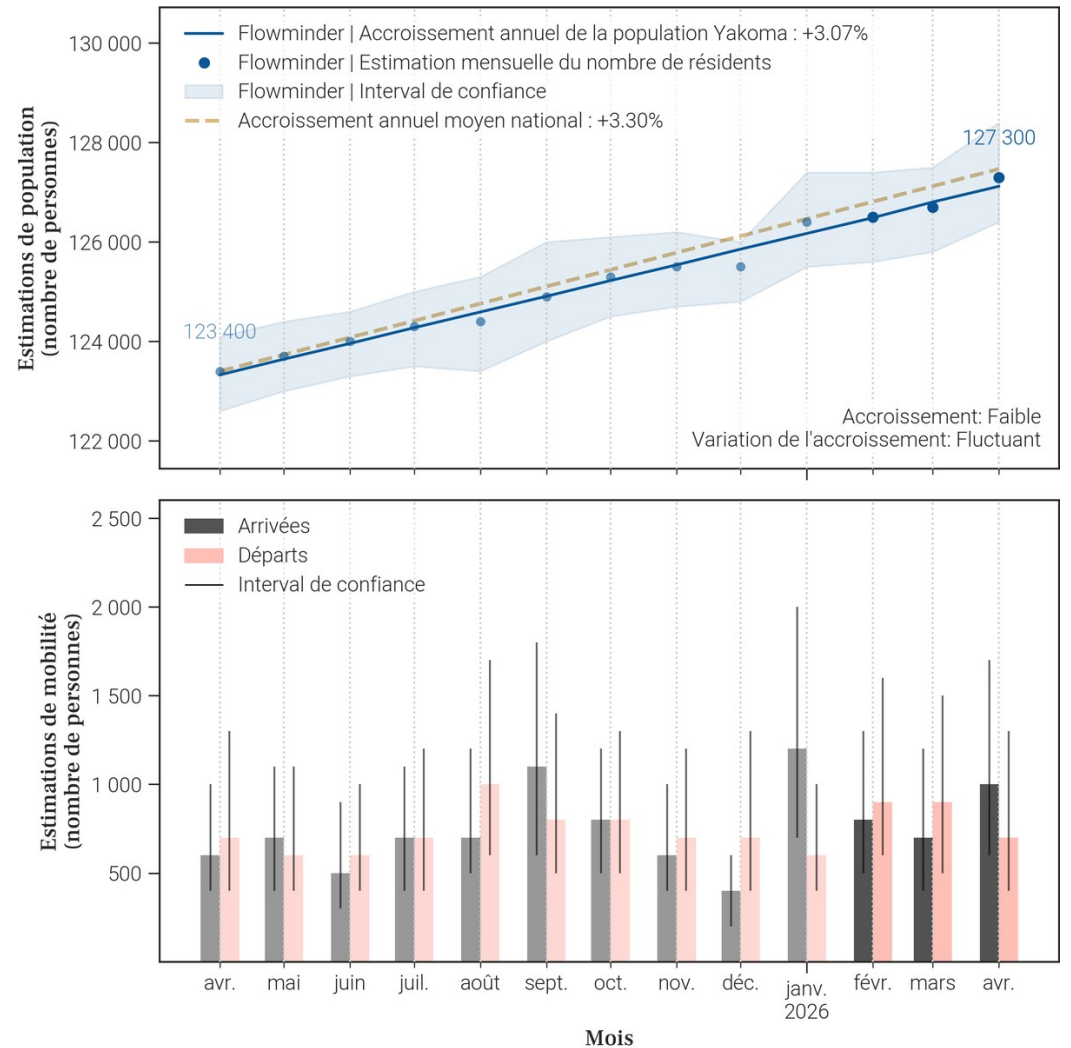 Flowminder | Accroissement annuel de la population Yakoma : +3.07%
Flowminder | Estimation mensuelle du nombre de résidents
Flowminder | Interval de confiance
Accroissement annuel moyen national : +3.30%
Estimations de population
(nombre de personnes)
130 000
128 000
126 000
124 000
122 000
123 400
127 300
Accroissement: Faible
Variation de l'accroissement: Fluctuant
Arrivées
Départs
Interval de confiance
Estimations de mobilité
(nombre de personnes)
2 500
2 000
1 500
1 000
500
avr.
mai
juin
juil.
août
sept.
oct.
nov.
déc.
janv.
2026
févr.
mars
avr.
Mois